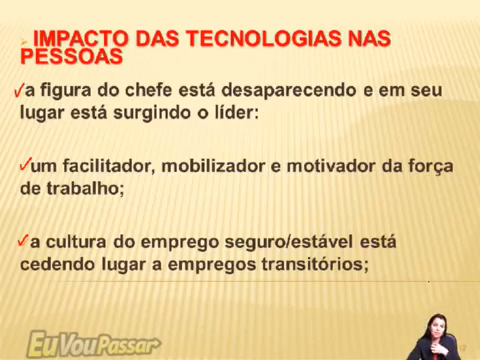 IMPACTO DAS TECNOLOGIAS NAS
PESSOAS
a figura do chefe está desaparecendo e em seu
lugar está surgindo o líder:
um facilitador, mobilizador e motivador da força
de trabalho;
a cultura do emprego seguro/estável está
cedendo lugar a empregos transitórios;
EuVouPassar